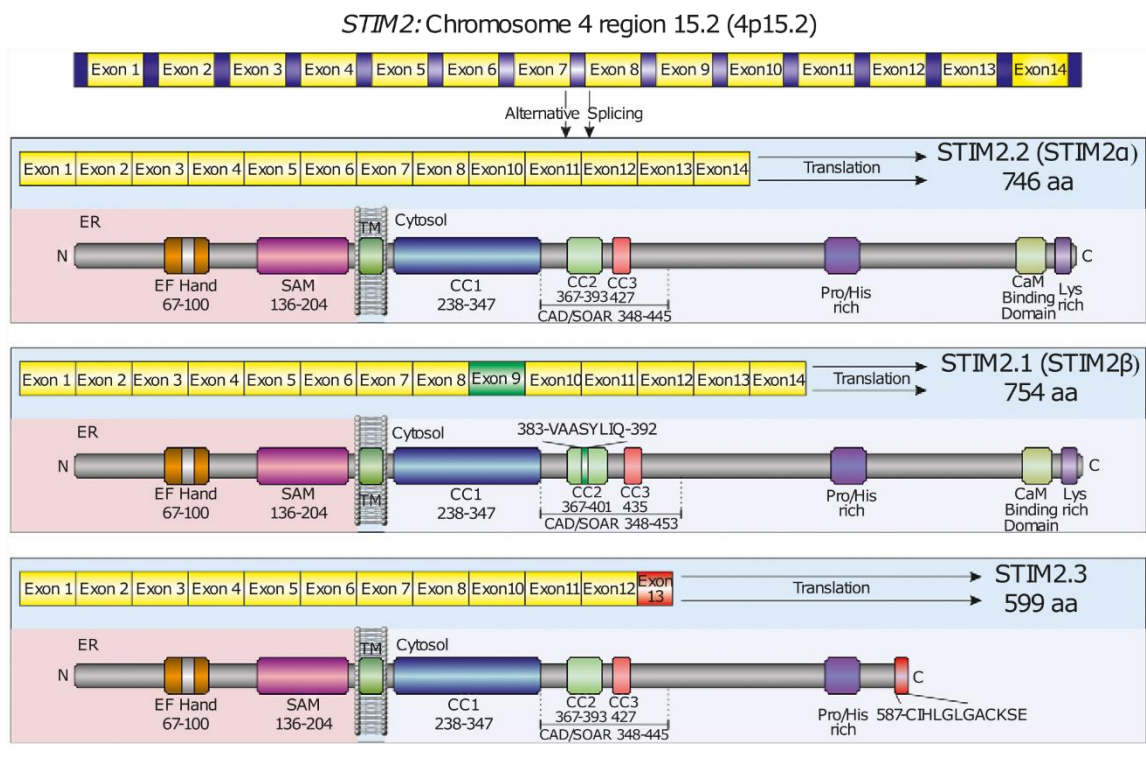 STIM2: Chromosome 4 region 15.2 (4p15.2)
Exon 1 Exon 2 Exon 3 Exon 4 Exon 5 Exon 6 Exon 7 Exon 8 Exon 9 Exon10 Exon11 Exon12 Exon13 Exon14
Alternative Splicing
Exon 1 Exon 2 Exon 3 Exon 4 Exon 5 Exon 6 Exon 7 Exon 8 Exon10 Exon11 Exon12 Exon13 Exon14
Translation
STIM2.2 (STIM2α)
746 aa
ER
TM
Cytosol
N
C
EF Hand
67-100
SAM
136-204
CC1
238-347
CC2
367-393
CC3
427
CAD/SOAR 348-445
Pro/His
rich
CaM
Binding
Domain
Lys
rich
Exon 1 Exon 2 Exon 3 Exon 4 Exon 5 Exon 6 Exon 7 Exon 8 Exon 9 Exon10 Exon11 Exon12 Exon13 Exon14
Translation
STIM2.1 (STIM2β)
754 aa
ER
Cytosol
383-VAASYLIQ-392
N
C
TM
EF Hand
67-100
SAM
136-204
CC1
238-347
CC2
367-401
CC3
435
CAD/SOAR 348-453
Pro/His
rich
CaM
Binding
Domain
Lys
rich
Exon 1 Exon 2 Exon 3 Exon 4 Exon 5 Exon 6 Exon 7 Exon 8 Exon10 Exon11 Exon12 Exon 13
Translation
STIM2.3
599 aa
ER
TM
Cytosol
N
C
EF Hand
67-100
SAM
136-204
CC1
238-347
CC2
367-393
CC3
427
CAD/SOAR 348-445
Pro/His
rich
587-CIHLGLGACKSE